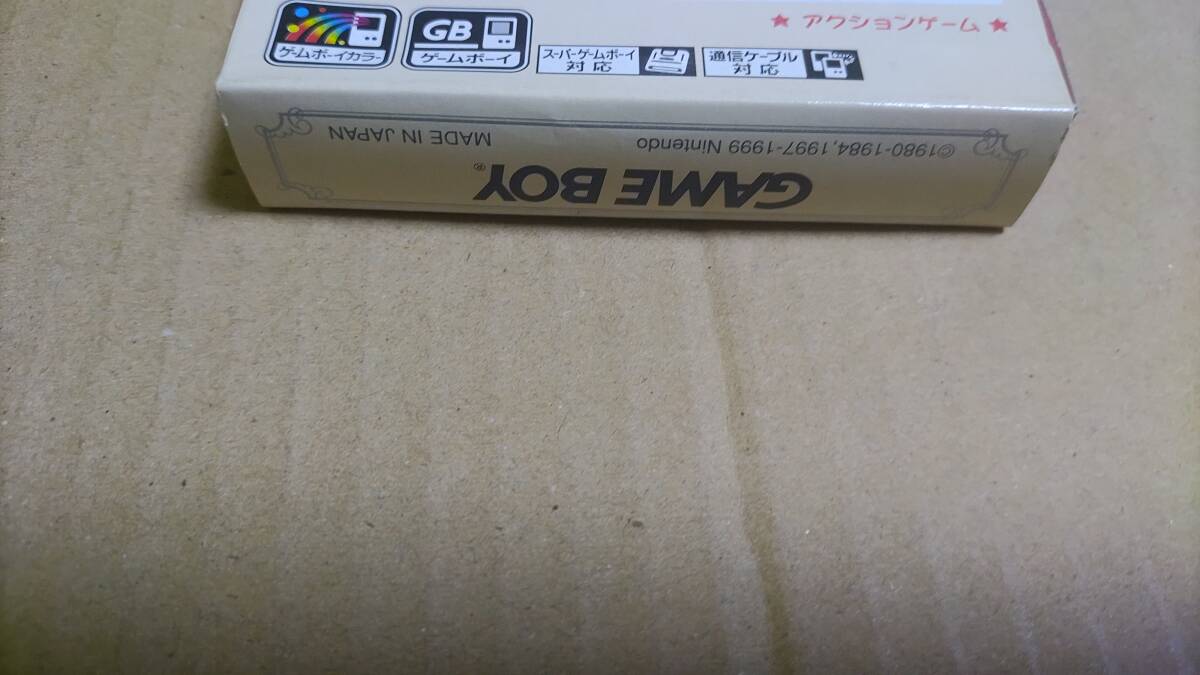 ★ アクションゲーム ★
ゲームボーイカラー
GB
ゲームボーイ
スーパーゲームボーイ
対応
通信ケーブル
対応
GAME BOY®
©1980-1984,1997-1999 Nintendo
MADE IN JAPAN